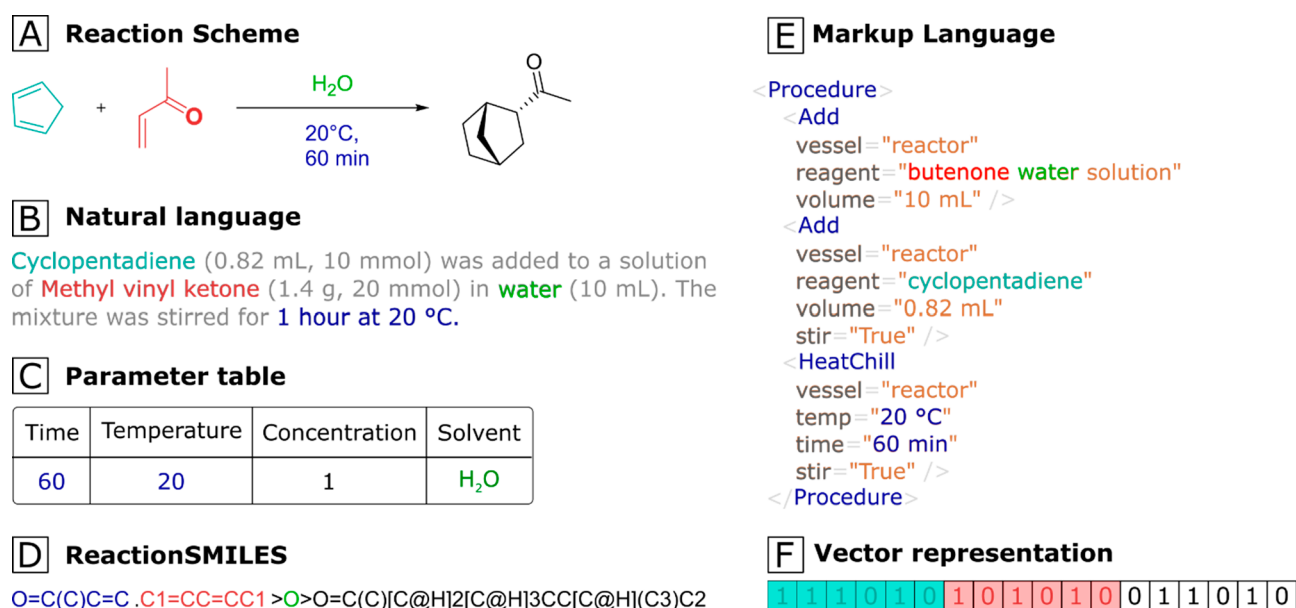 A Reaction Scheme
+
O
H₂O
20°C,
60 min
O
B Natural language
Cyclopentadiene (0.82 mL, 10 mmol) was added to a solution
of Methyl vinyl ketone (1.4 g, 20 mmol) in water (10 mL). The
mixture was stirred for 1 hour at 20 °C.
C Parameter table
Time Temperature Concentration Solvent
60 20 1 H₂O
D ReactionSMILES
O=C(C)C=C .C1=CC=CC1 >O>O=C(C)[C@H]2[C@H]3CC[C@H](C3)C2
E Markup Language
<Procedure>
<Add
vessel="reactor"
reagent="butenone water solution"
volume="10 mL" />
<Add
vessel="reactor"
reagent="cyclopentadiene"
volume="0.82 mL"
stir="True" />
<HeatChill
vessel="reactor"
temp="20 °C"
time="60 min"
stir="True" />
</Procedure>
F Vector representation
1 1 1 0 1 0 1 0 1 0 1 0 0 1 1 0 1 0